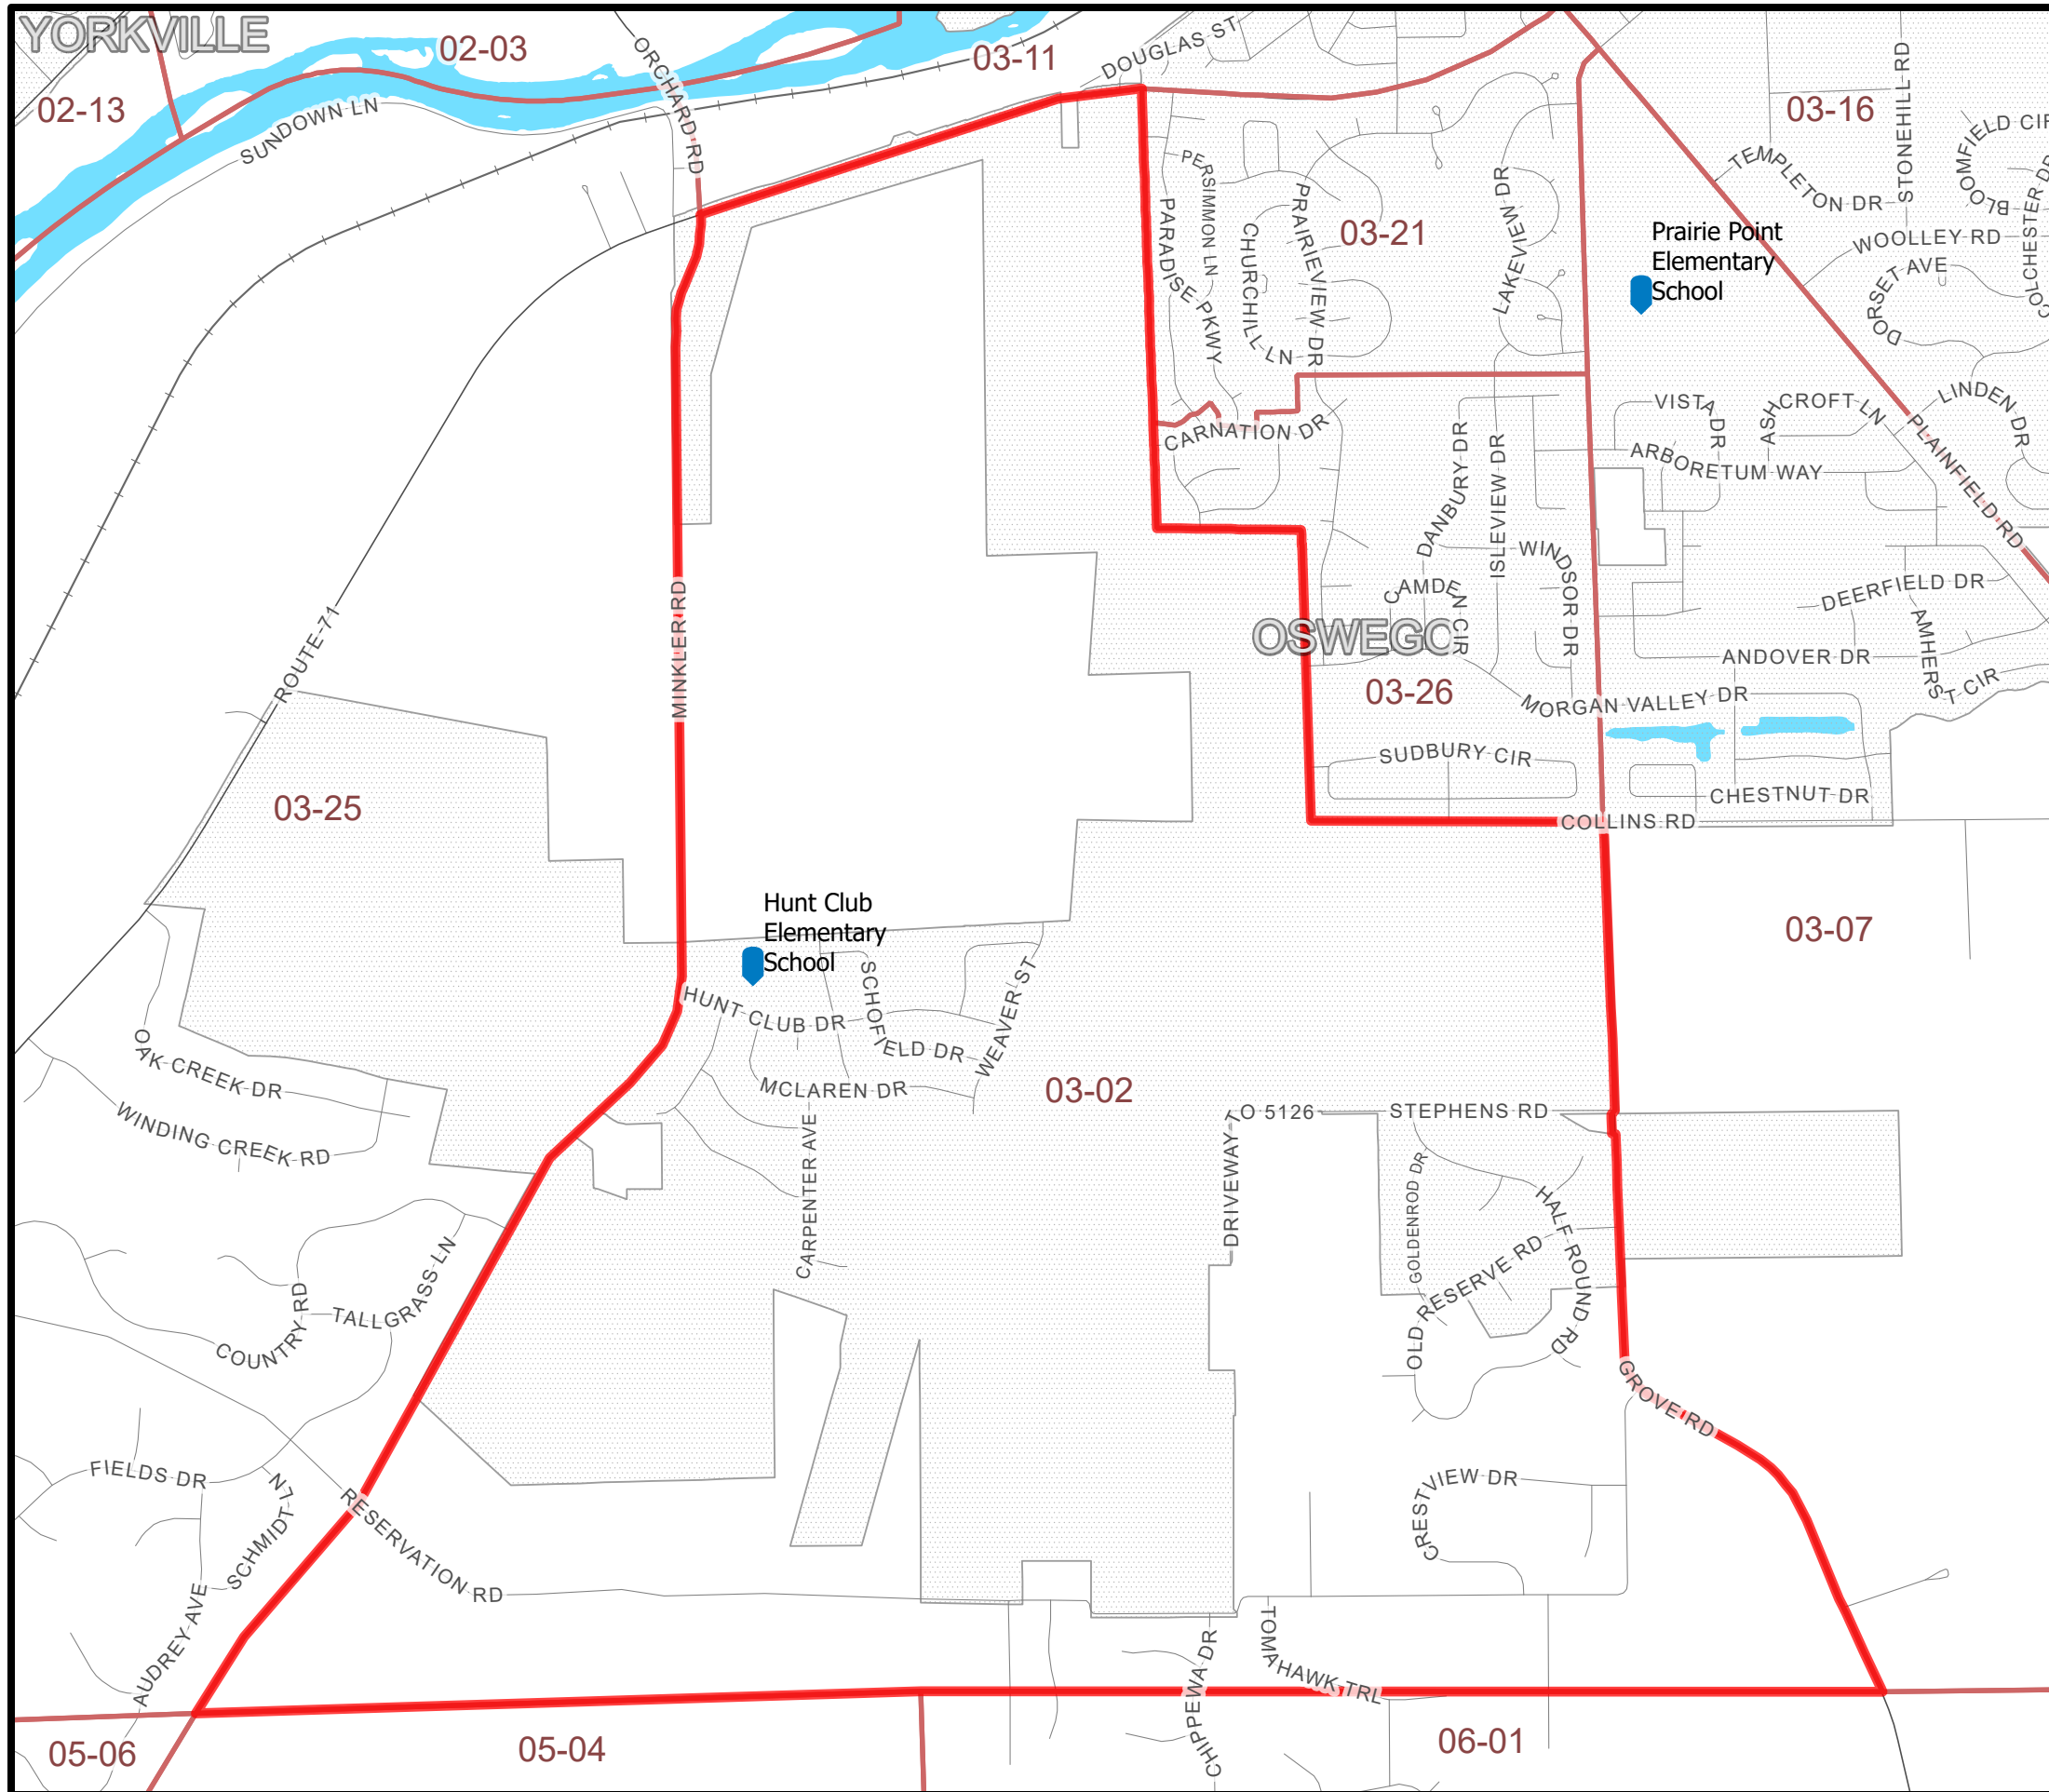 YORKVILLE
02-03
03-11
DOUGLAS ST
ORCHARD RD
02-13
SUNDOWN LN
03-16
STONEHILL RD
BLOOMFIELD CIR
TEMPLETON DR
COLCHESTER DR
WOOLLEY RD
DORSET AVE
PERSIMMON LN
PARADISE PKWY
CHURCHILL LN
PRAIRIEVIEW DR
03-21
LAKEVIEW DR
Prairie Point
Elementary
School
CARNATION DR
VISTA DR
ASHCROFT LN
LINDEN DR
PLAINFIELD RD
ARBORETUM WAY
DANBURY DR
ISLEVIEW DR
WINDSOR DR
CAMDEN CIR
DEERFIELD DR
AMHERST CIR
ANDOVER DR
OSWEGO
03-26
MORGAN VALLEY DR
SUDBURY CIR
CHESTNUT DR
COLLINS RD
ROUTE 71
MINKLER RD
03-25
03-07
Hunt Club
Elementary
School
HUNT CLUB DR
SCHOFIELD DR
WEAVER ST
MCLAREN DR
CARPENTER AVE
03-02
OAK CREEK DR
WINDING CREEK RD
DRIVEWAY TO 5126
STEPHENS RD
GOLDENROD DR
HALF ROUND RD
OLD RESERVE RD
GROVE RD
COUNTRY RD
TALLGRASS LN
FIELDS DR
SCHMIDT LN
AUDREY AVE
RESERVATION RD
CRESTVIEW DR
TOMAHAWK TRL
CHIPPEWA DR
05-06
05-04
06-01